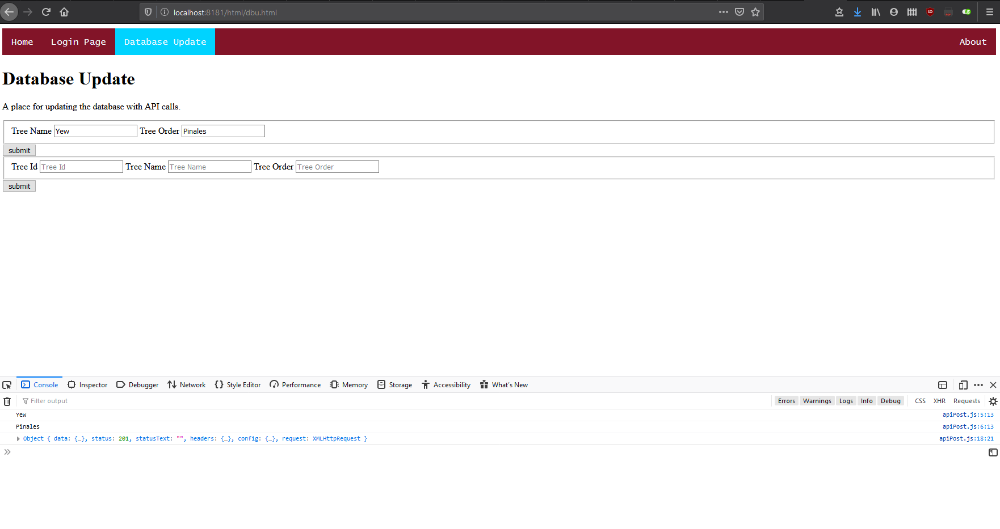 localhost:8181/html/dbu.html
Home Login Page Database Update About
Database Update
A place for updating the database with API calls.
Tree Name Yew Tree Order Pinales
submit
Tree Id Tree Id Tree Name Tree Name Tree Order Tree Order
submit
Console Inspector Debugger Network Style Editor Performance Memory Storage Accessibility What's New
Filter output Errors Warnings Logs Info Debug CSS XHR Requests
Yew apiPost.js:5:13
Pinales apiPost.js:6:13
Object { data: {…}, status: 201, statusText: "", headers: {…}, config: {…}, request: XMLHttpRequest } apiPost.js:18:21